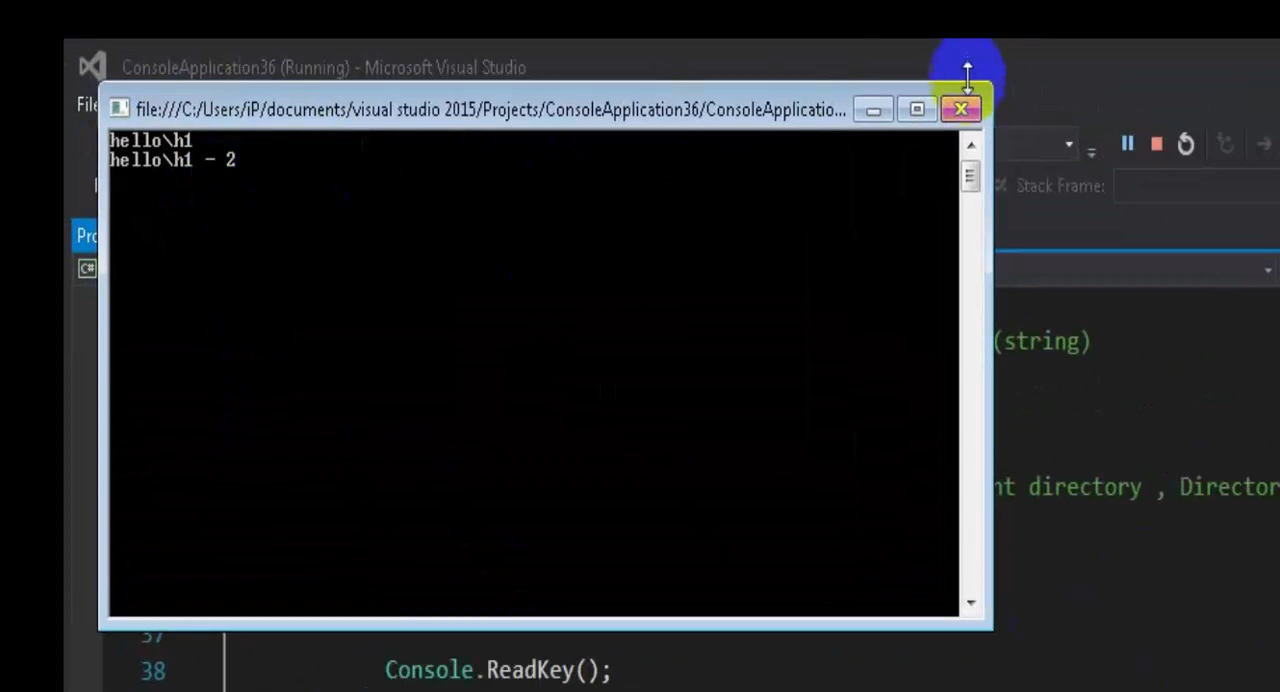 ConsoleApplication36 (Running) - Microsoft Visual Studio
File
file:///C:/Users/iP/documents/visual studio 2015/Projects/ConsoleApplication36/ConsoleApplicatio...
hello\h1
hello\h1 - 2
Stack Frame:
Pro
C#
(string)
nt directory , Director
37
38 Console.ReadKey();